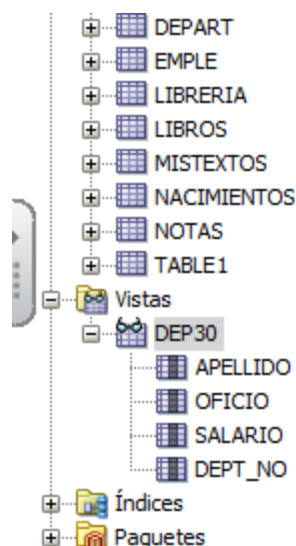 DEPART
EMPLE
LIBRERIA
LIBROS
MISTEXTOS
NACIMIENTOS
NOTAS
TABLE1
Vistas
DEP30
APELLIDO
OFICIO
SALARIO
DEPT_NO
Índices
Paquetes